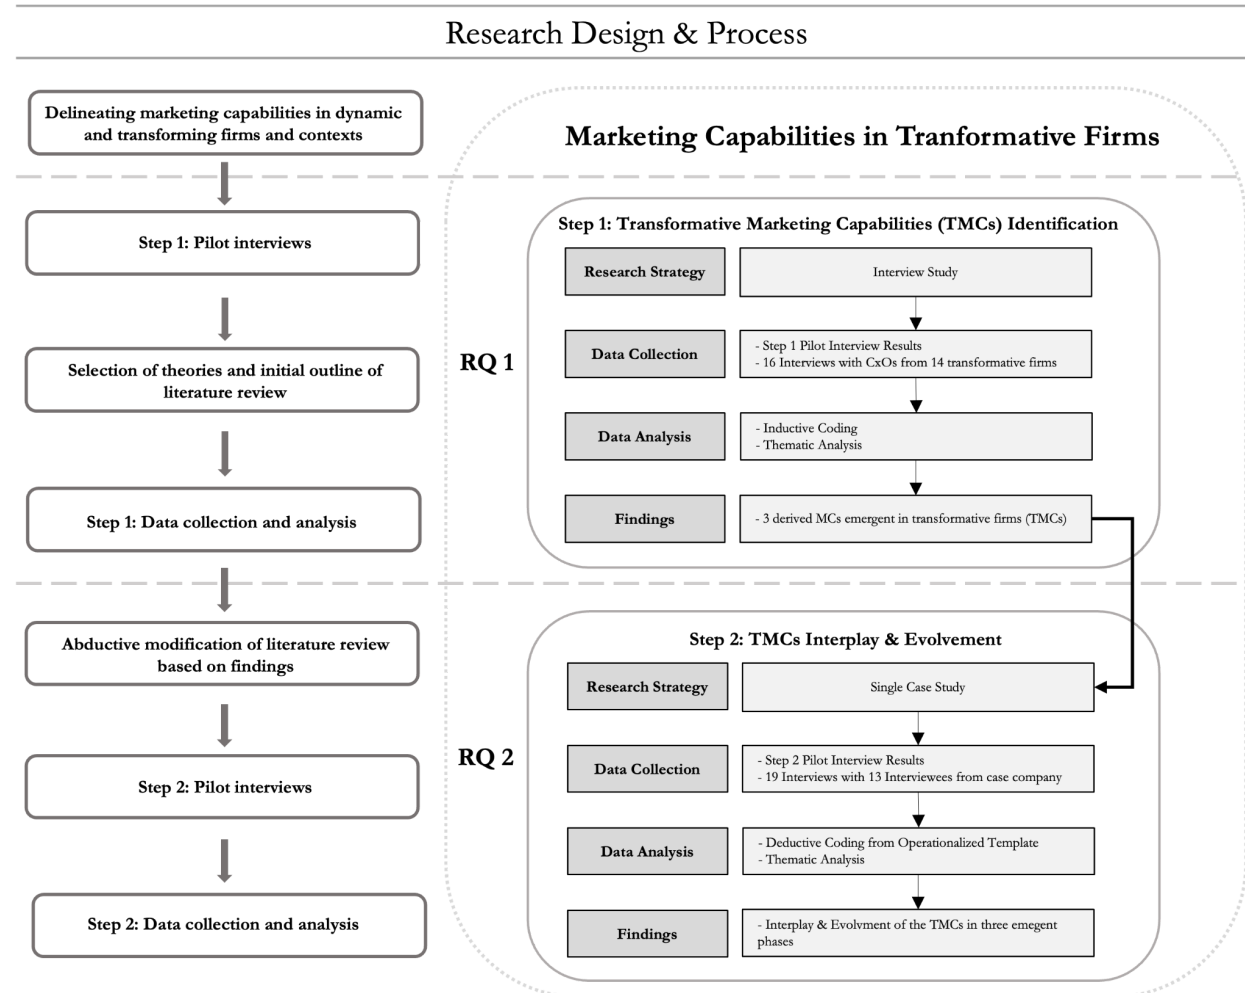 Research Design & Process
Delineating marketing capabilities in dynamic
and transforming firms and contexts
Step 1: Pilot interviews
Selection of theories and initial outline of
literature review
Step 1: Data collection and analysis
Abductive modification of literature review
based on findings
Step 2: Pilot interviews
Step 2: Data collection and analysis
Marketing Capabilities in Tranformative Firms
RQ 1
Step 1: Transformative Marketing Capabilities (TMCs) Identification
Research Strategy
Interview Study
Data Collection
- Step 1 Pilot Interview Results
- 16 Interviews with CxOs from 14 transformative firms
Data Analysis
- Inductive Coding
- Thematic Analysis
Findings
- 3 derived MCs emergent in transformative firms (TMCs)
RQ 2
Step 2: TMCs Interplay & Evolvement
Research Strategy
Single Case Study
Data Collection
- Step 2 Pilot Interview Results
- 19 Interviews with 13 Interviewees from case company
Data Analysis
- Deductive Coding from Operationalized Template
- Thematic Analysis
Findings
- Interplay & Evolvment of the TMCs in three emegent
phases